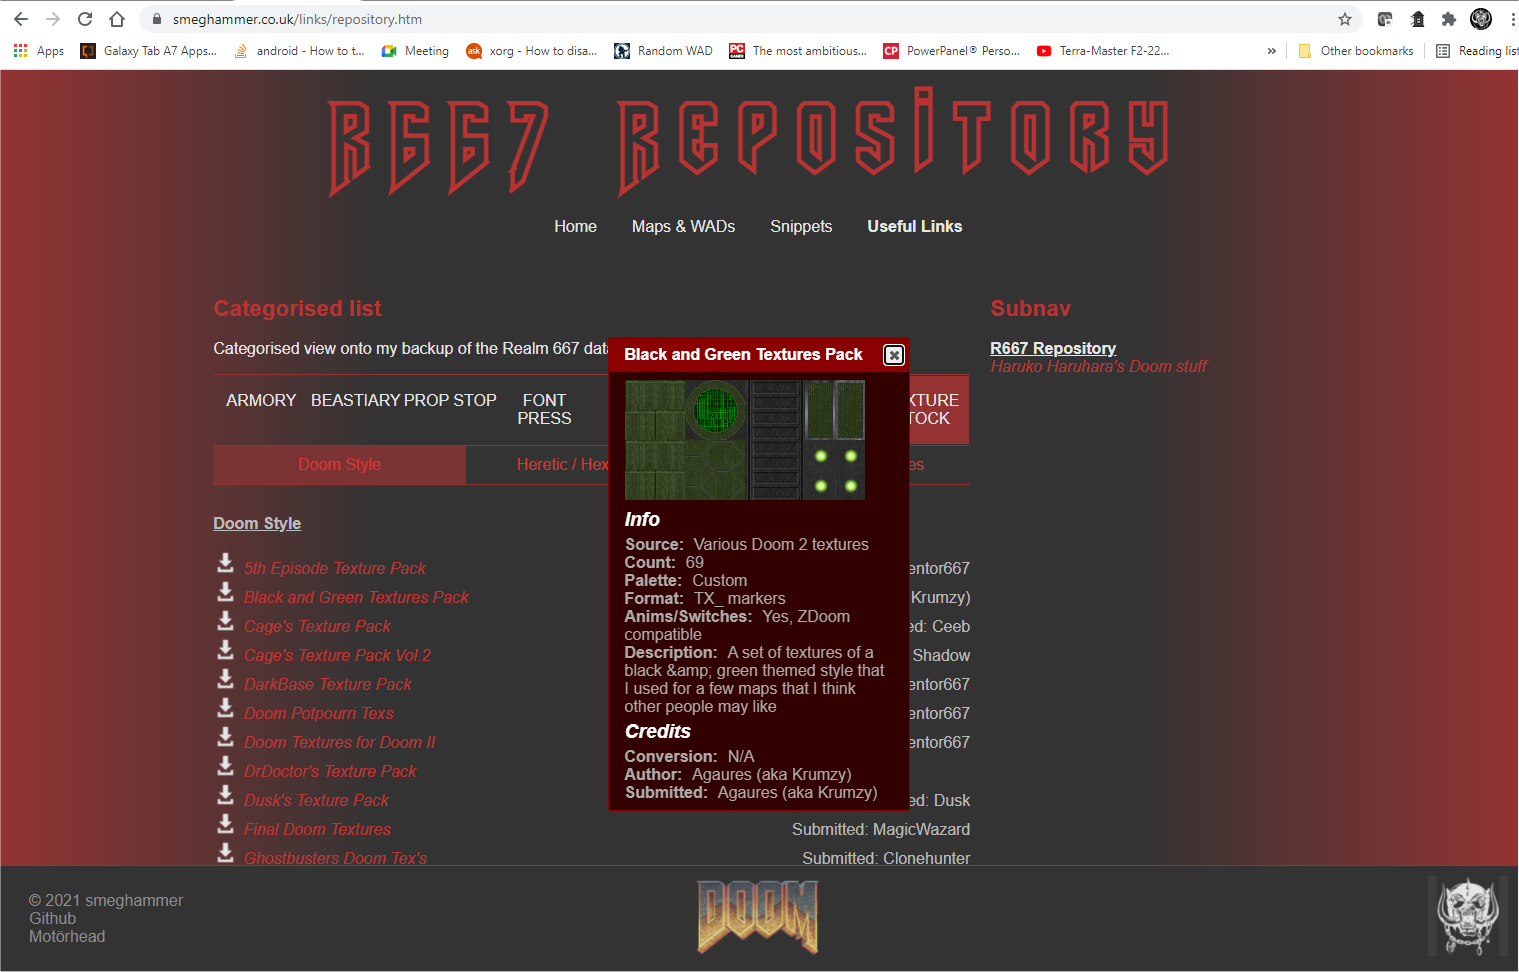 smeghammer.co.uk/links/repository.htm
Apps
Galaxy Tab A7 Apps...
android - How to t...
Meeting
ask
xorg - How to disa...
Random WAD
PC
GAMER
The most ambitious...
CP
PowerPanel® Perso...
Terra-Master F2-22...
»
Other bookmarks
Reading list
R667 Repository
Home
Maps & WADs
Snippets
Useful Links
Categorised list
Subnav
Categorised view onto my backup of the Realm 667 data
R667 Repository
Haruko Haruhara's Doom stuff
ARMORY
BEASTIARY
PROP STOP
FONT
PRESS
XTURE
TOCK
Doom Style
Heretic / Hex
es
Doom Style
5th Episode Texture Pack
entor667
Black and Green Textures Pack
Krumzy)
Cage's Texture Pack
ed: Ceeb
Cage's Texture Pack Vol.2
Shadow
DarkBase Texture Pack
entor667
Doom Potpourri Texs
entor667
Doom Textures for Doom II
entor667
DrDoctor's Texture Pack
Dusk's Texture Pack
ed: Dusk
Final Doom Textures
Submitted: MagicWazard
Ghostbusters Doom Tex's
Submitted: Clonehunter
Black and Green Textures Pack
Info
Source: Various Doom 2 textures
Count: 69
Palette: Custom
Format: TX_ markers
Anims/Switches: Yes, ZDoom
compatible
Description: A set of textures of a
black &amp; green themed style that
I used for a few maps that I think
other people may like
Credits
Conversion: N/A
Author: Agaures (aka Krumzy)
Submitted: Agaures (aka Krumzy)
© 2021 smeghammer
Github
Motörhead
DOOM